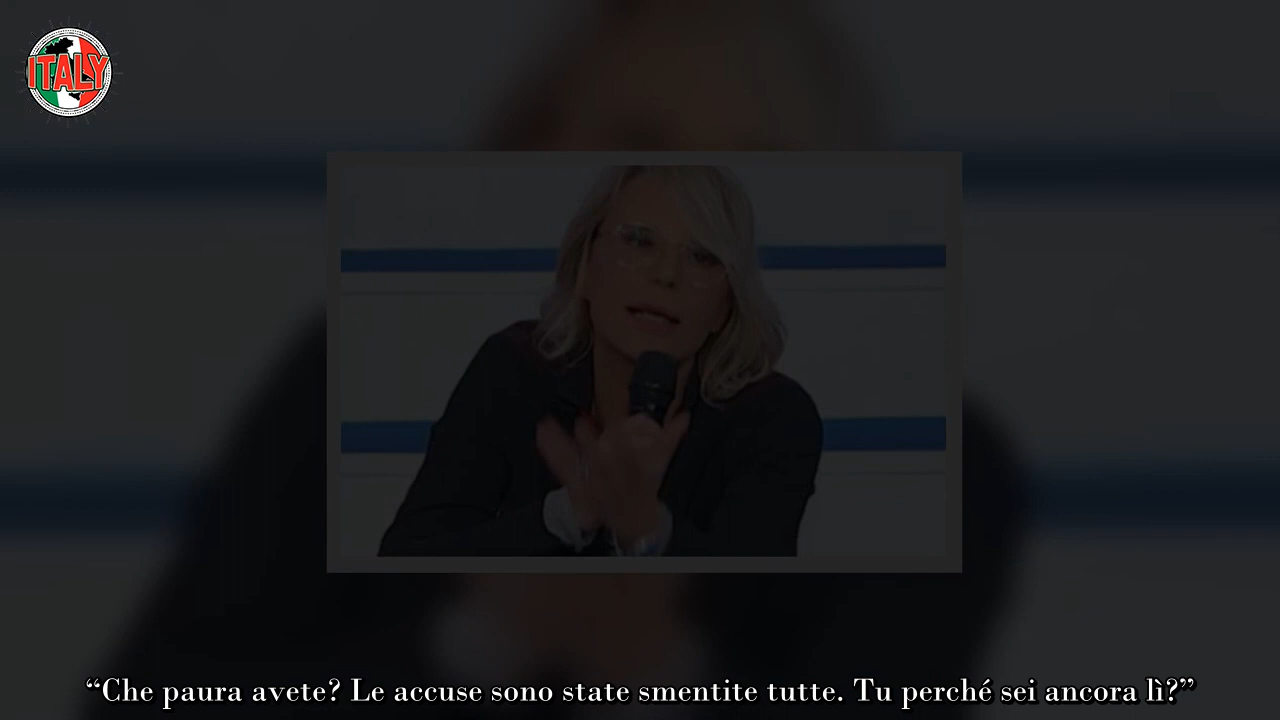 ITALY
“Che paura avete? Le accuse sono state smentite tutte. Tu perché sei ancora lì?”